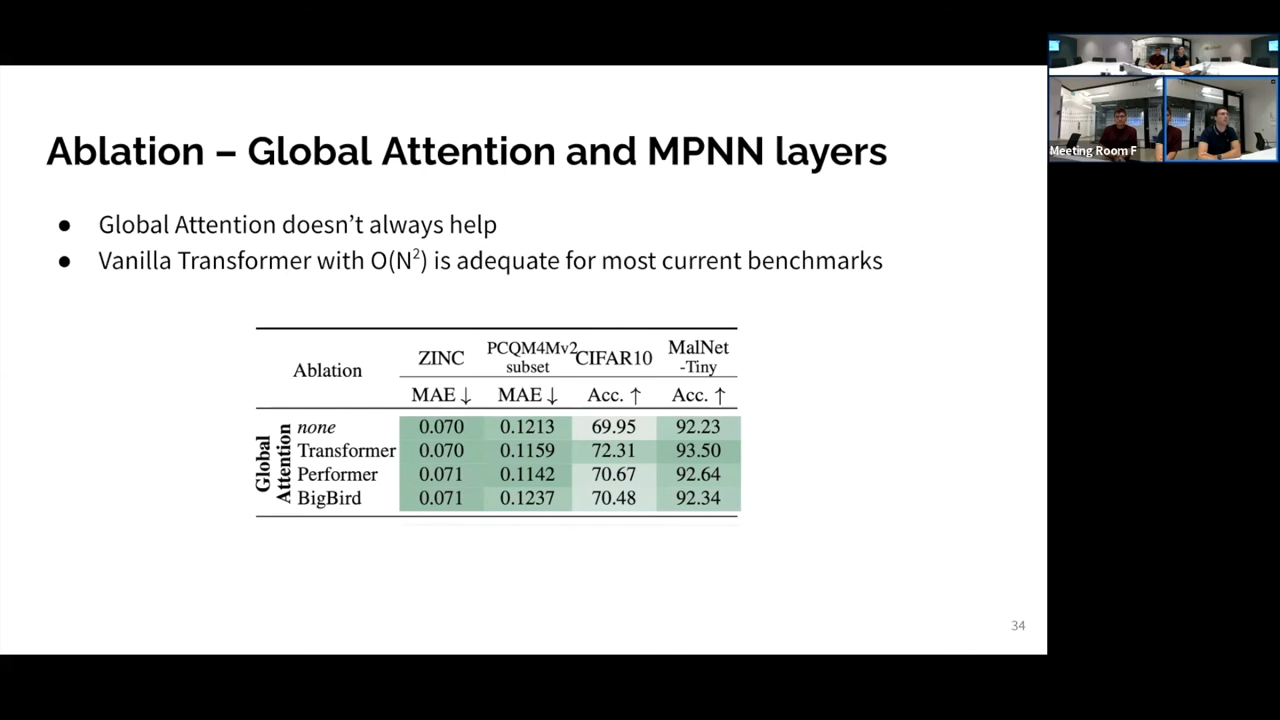 Ablation – Global Attention and MPNN layers
● Global Attention doesn't always help
● Vanilla Transformer with O(N²) is adequate for most current benchmarks
Ablation ZINC PCQM4Mv2 subset CIFAR10 MalNet -Tiny
MAE ↓ MAE ↓ Acc. ↑ Acc. ↑
Global Attention
none 0.070 0.1213 69.95 92.23
Transformer 0.070 0.1159 72.31 93.50
Performer 0.071 0.1142 70.67 92.64
BigBird 0.071 0.1237 70.48 92.34
34
Meeting Room F